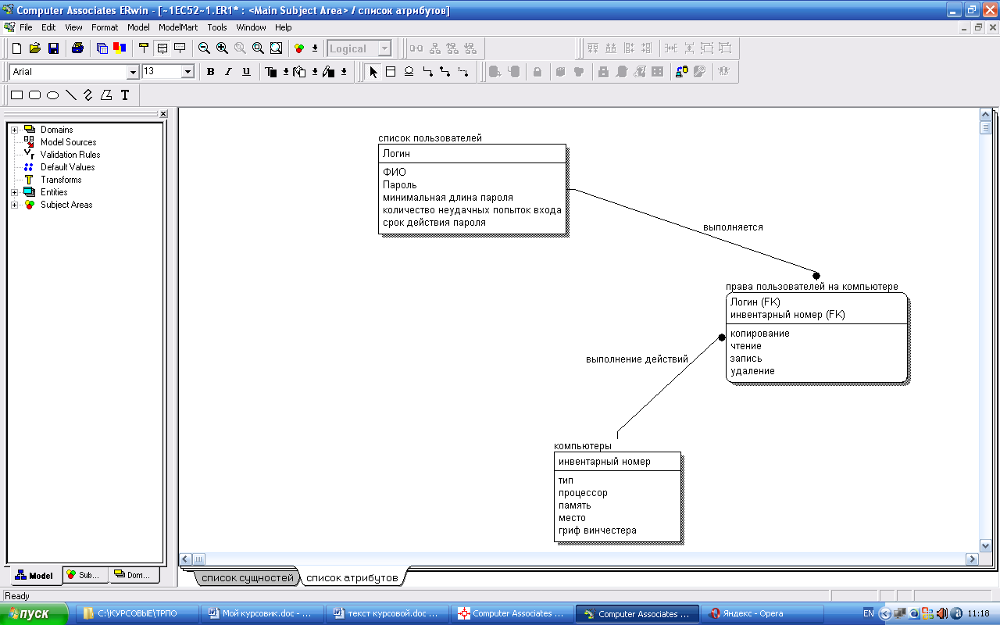 Computer Associates ERwin - [~1EC52~1.ER1* : <Main Subject Area> / список атрибутов]
File Edit View Format Model ModelMart Tools Window Help
Logical
Arial 13 B I U T
T
Domains
Model Sources
Validation Rules
Default Values
Transforms
Entities
Subject Areas
список пользователей
Логин
ФИО
Пароль
минимальная длина пароля
количество неудачных попыток входа
срок действия пароля
выполняется
права пользователей на компьютере
Логин (FK)
инвентарный номер (FK)
копирование
чтение
запись
удаление
выполнение действий
компьютеры
инвентарный номер
тип
процессор
память
место
гриф винчестера
Model Sub... Dom...
список сущностей список атрибутов
Ready
пуск C:\КУРСОВЫЕ\ТРПО Мой курсовик.doc - ... текст курсовой.doc ... Computer Associates ... Computer Associates ... Яндекс - Opera EN 11:18